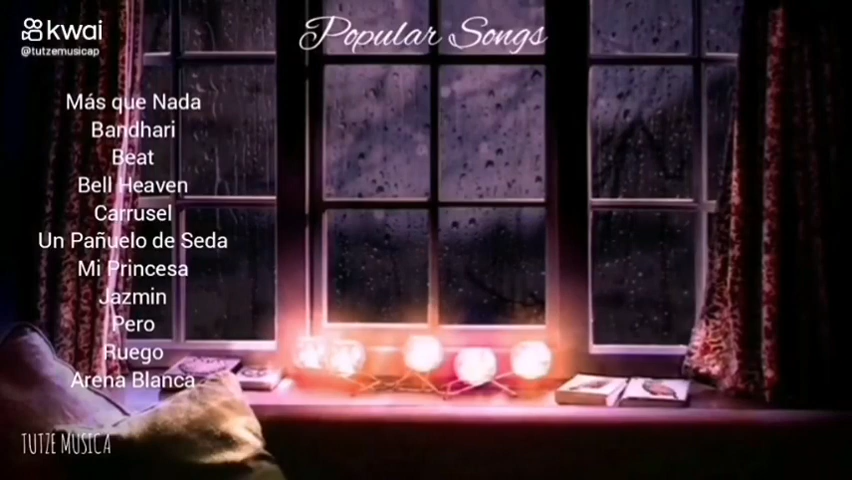 kwai
@tutzemusicap
Popular Songs
Más que Nada
Bandhari
Beat
Bell Heaven
Carrusel
Un Pañuelo de Seda
Mi Princesa
Jazmin
Pero
Ruego
Arena Blanca
TUTZE MUSICA